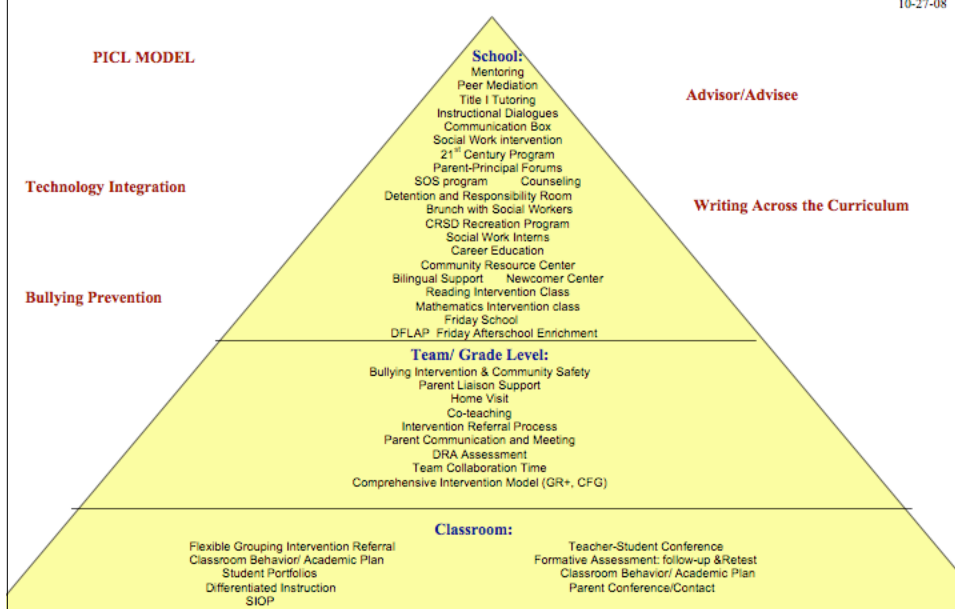 10-27-08
PICL MODEL
School:
Mentoring
Peer Mediation
Advisor/Advisee
Title I Tutoring
Instructional Dialogues
Communication Box
Social Work intervention
21st Century Program
Parent-Principal Forums
SOS program Counseling
Technology Integration
Detention and Responsibility Room
Writing Across the Curriculum
Brunch with Social Workers
CRSD Recreation Program
Social Work Interns
Career Education
Community Resource Center
Bilingual Support Newcomer Center
Reading Intervention Class
Bullying Prevention
Mathematics Intervention class
Friday School
DFLAP Friday Afterschool Enrichment
Team/ Grade Level:
Bullying Intervention & Community Safety
Parent Liaison Support
Home Visit
Co-teaching
Intervention Referral Process
Parent Communication and Meeting
DRA Assessment
Team Collaboration Time
Comprehensive Intervention Model (GR+, CFG)
Classroom:
Flexible Grouping Intervention Referral
Classroom Behavior/ Academic Plan
Student Portfolios
Differentiated Instruction
SIOP
Teacher-Student Conference
Formative Assessment: follow-up &Retest
Classroom Behavior/ Academic Plan
Parent Conference/Contact